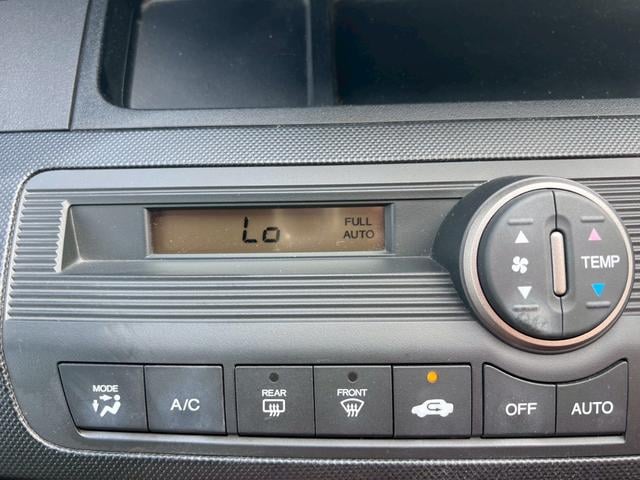 Lo
FULL
AUTO
TEMP
MODE
A/C
REAR
FRONT
OFF
AUTO